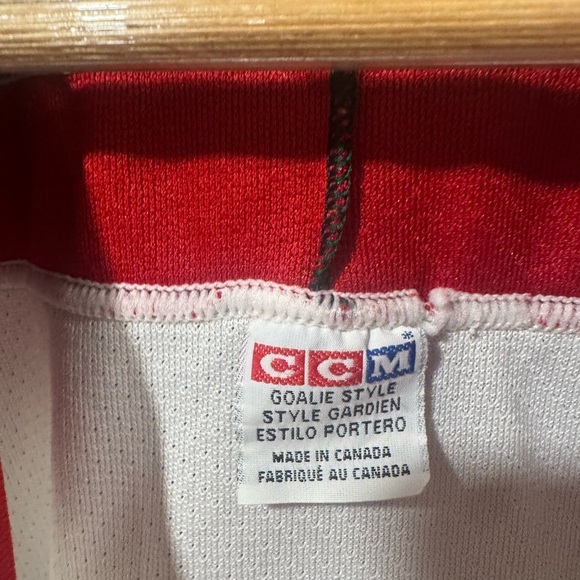 CCM*
GOALIE STYLE
STYLE GARDIEN
ESTILO PORTERO
MADE IN CANADA
FABRIQUÉ AU CANADA